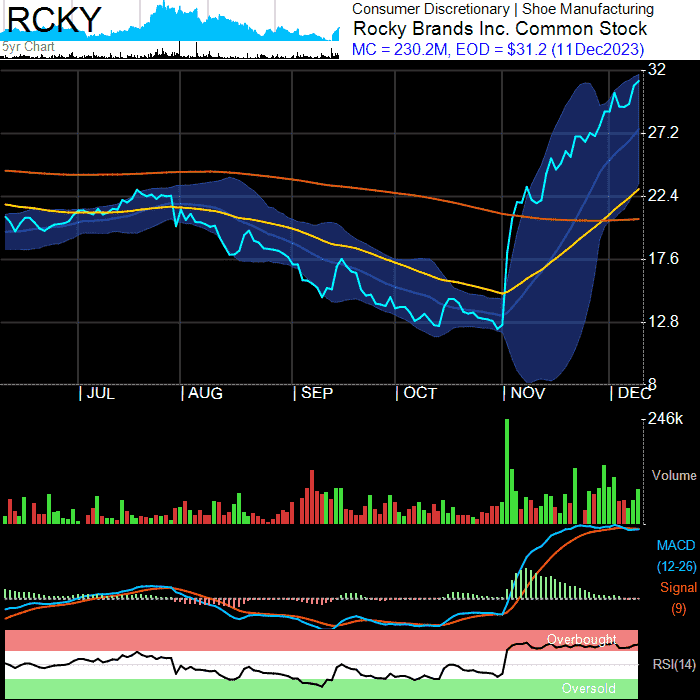 RCKY
5yr Chart
Consumer Discretionary | Shoe Manufacturing
Rocky Brands Inc. Common Stock
MC = 230.2M, EOD = $31.2 (11Dec2023)
32
27.2
22.4
17.6
12.8
8
| JUL | AUG | SEP | OCT | NOV | DEC
246k
Volume
MACD
(12-26)
Signal
(9)
Overbought
RSI(14)
Oversold